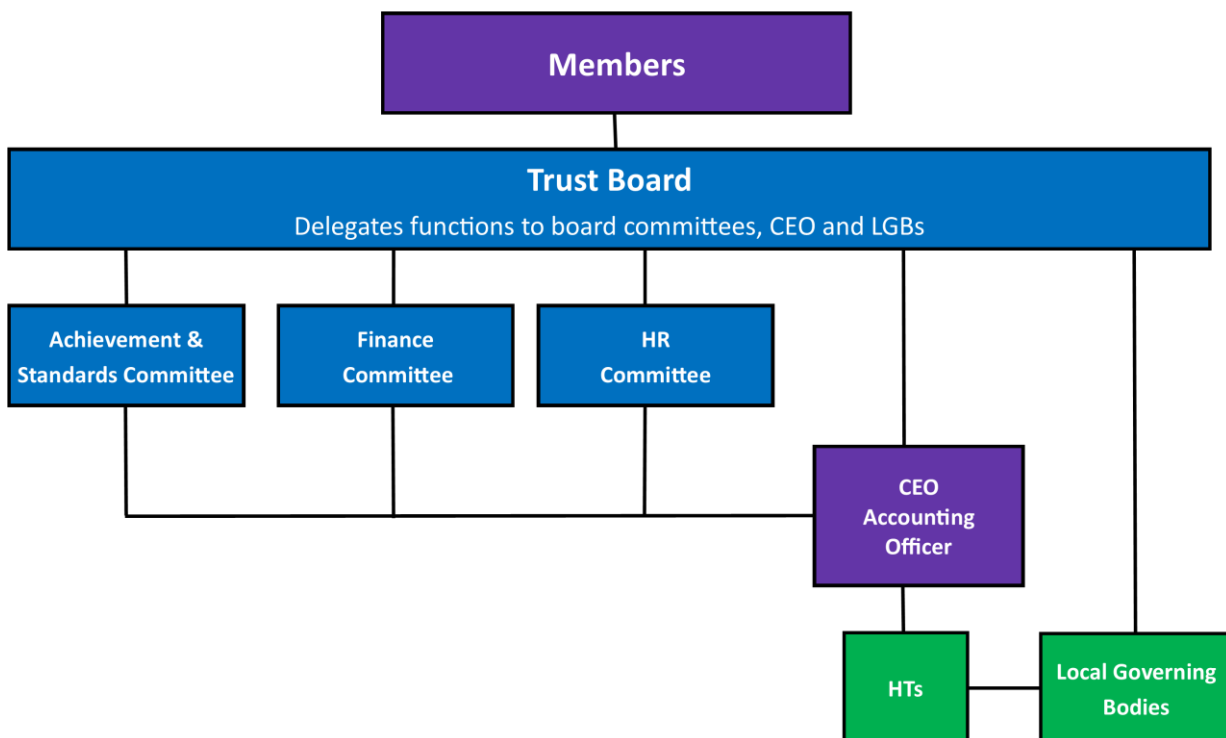 Members
Trust Board
Delegates functions to board committees, CEO and LGBs
Achievement &
Standards Committee
Finance
Committee
HR
Committee
CEO
Accounting
Officer
HTs
Local Governing
Bodies